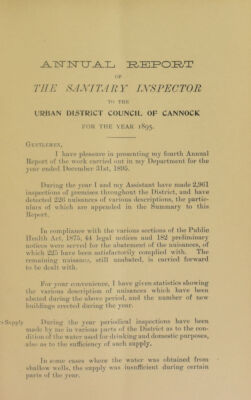 ANNUAL REPORT
OF
THE SANITARY INSPECTOR
TO THE
URBAN DISTRICT COUNCIL OF CANNOCK
FOR THE YEAR 1895.
GENTLEMEN,
I have pleasure in presenting my fourth Annual
Report of the work carried out in my Department for the
year ended December 31st, 1895.
During the year I and my Assistant have made 2,961
inspections of premises throughout the District, and have
detected 226 nuisances of various descriptions, the partic-
ulars of which are appended in the Summary to this
Report.
In compliance with the various sections of the Public
Health Act, 1875, 44 legal notices and 182 preliminary
notices were served for the abatement of the nuisances, of
which 225 have been satisfactorily complied with. The
remaining nuisance, still unabated, is carried forward
to be dealt with.
For your convenience, I have given statistics showing
the various description of nuisances which have been
abated during the above period, and the number of new
buildings erected during the year.
r Supply During the year periodical inspections have been
made by me in various parts of the District as to the con-
dition of the water used for drinking and domestic purposes,
also as to the sufficiency of such supply.
In some cases where the water was obtained from
shallow wells, the supply was insufficient during certain
parts of the year.